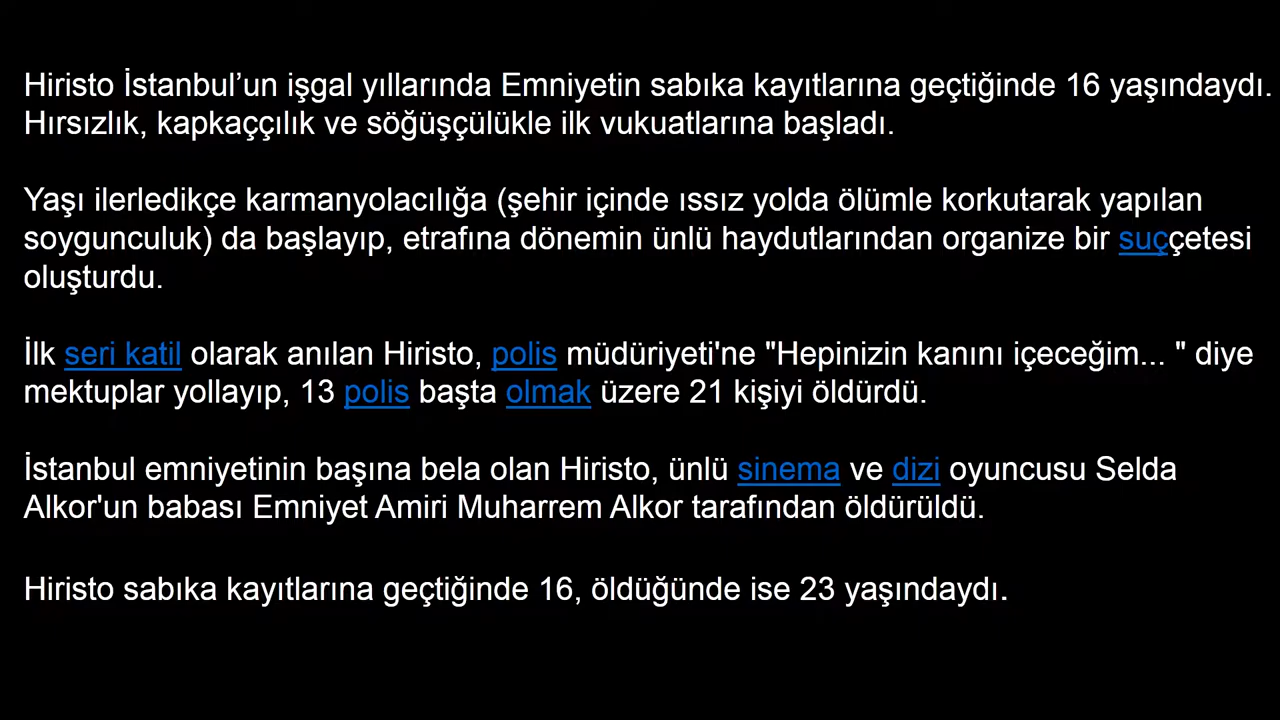 Hiristo İstanbul’un işgal yıllarında Emniyetin sabıka kayıtlarına geçtiğinde 16 yaşındaydı.
Hırsızlık, kapkaççılık ve söğüşçülükle ilk vukuatlarına başladı.
Yaşı ilerledikçe karmanyolacılığa (şehir içinde ıssız yolda ölümle korkutarak yapılan
soygunculuk) da başlayıp, etrafına dönemin ünlü haydutlarından organize bir suççetesi
oluşturdu.
İlk seri katil olarak anılan Hiristo, polis müdüriyeti'ne "Hepinizin kanını içeceğim... " diye
mektuplar yollayıp, 13 polis başta olmak üzere 21 kişiyi öldürdü.
İstanbul emniyetinin başına bela olan Hiristo, ünlü sinema ve dizi oyuncusu Selda
Alkor'un babası Emniyet Amiri Muharrem Alkor tarafından öldürüldü.
Hiristo sabıka kayıtlarına geçtiğinde 16, öldüğünde ise 23 yaşındaydı.